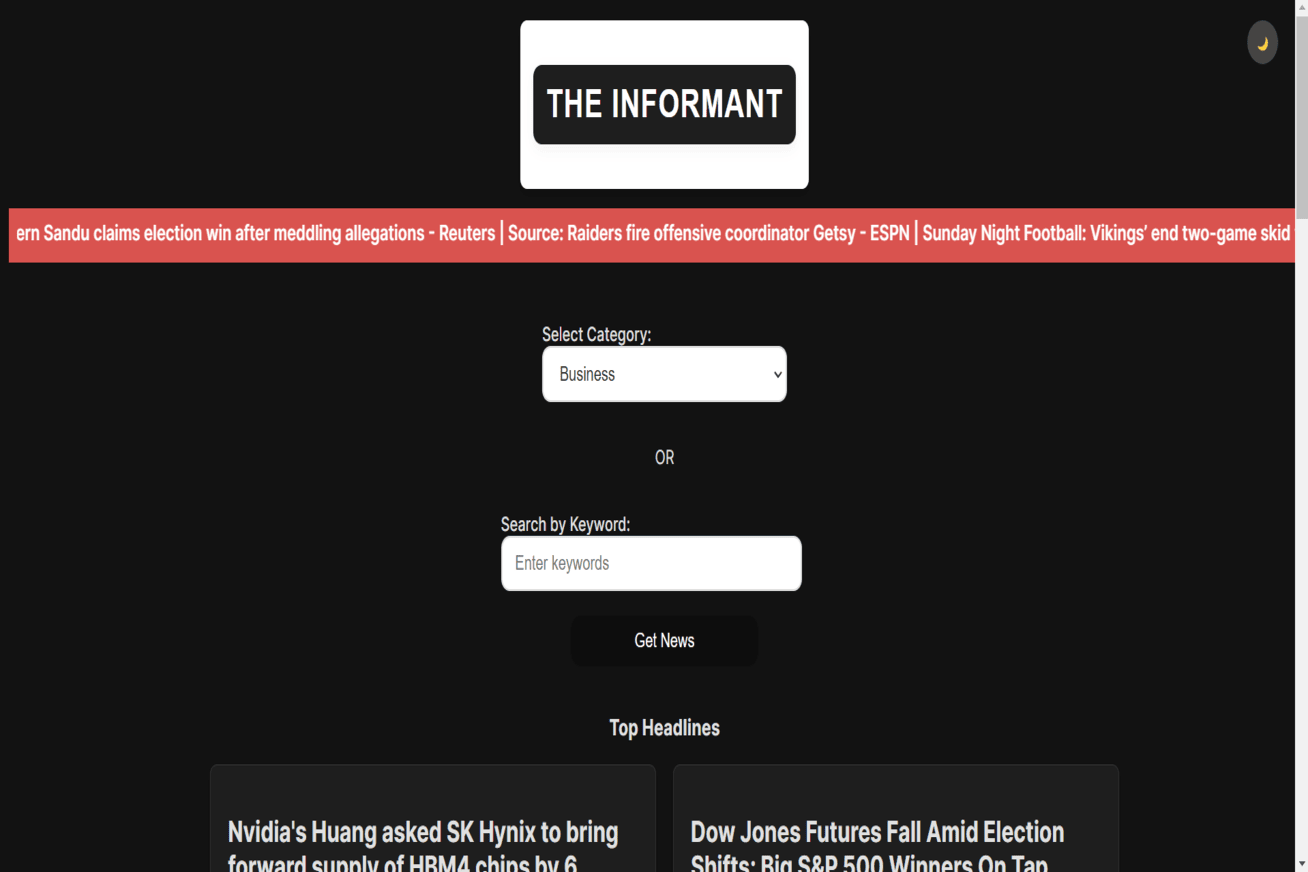 THE INFORMANT
ern Sandu claims election win after meddling allegations - Reuters | Source: Raiders fire offensive coordinator Getsy - ESPN | Sunday Night Football: Vikings’ end two-game skid
Select Category:
Business
OR
Search by Keyword:
Enter keywords
Get News
Top Headlines
Nvidia's Huang asked SK Hynix to bring
forward supply of HBM4 chips by 6
Dow Jones Futures Fall Amid Election
Shifts; Big S&P 500 Winners On Tap